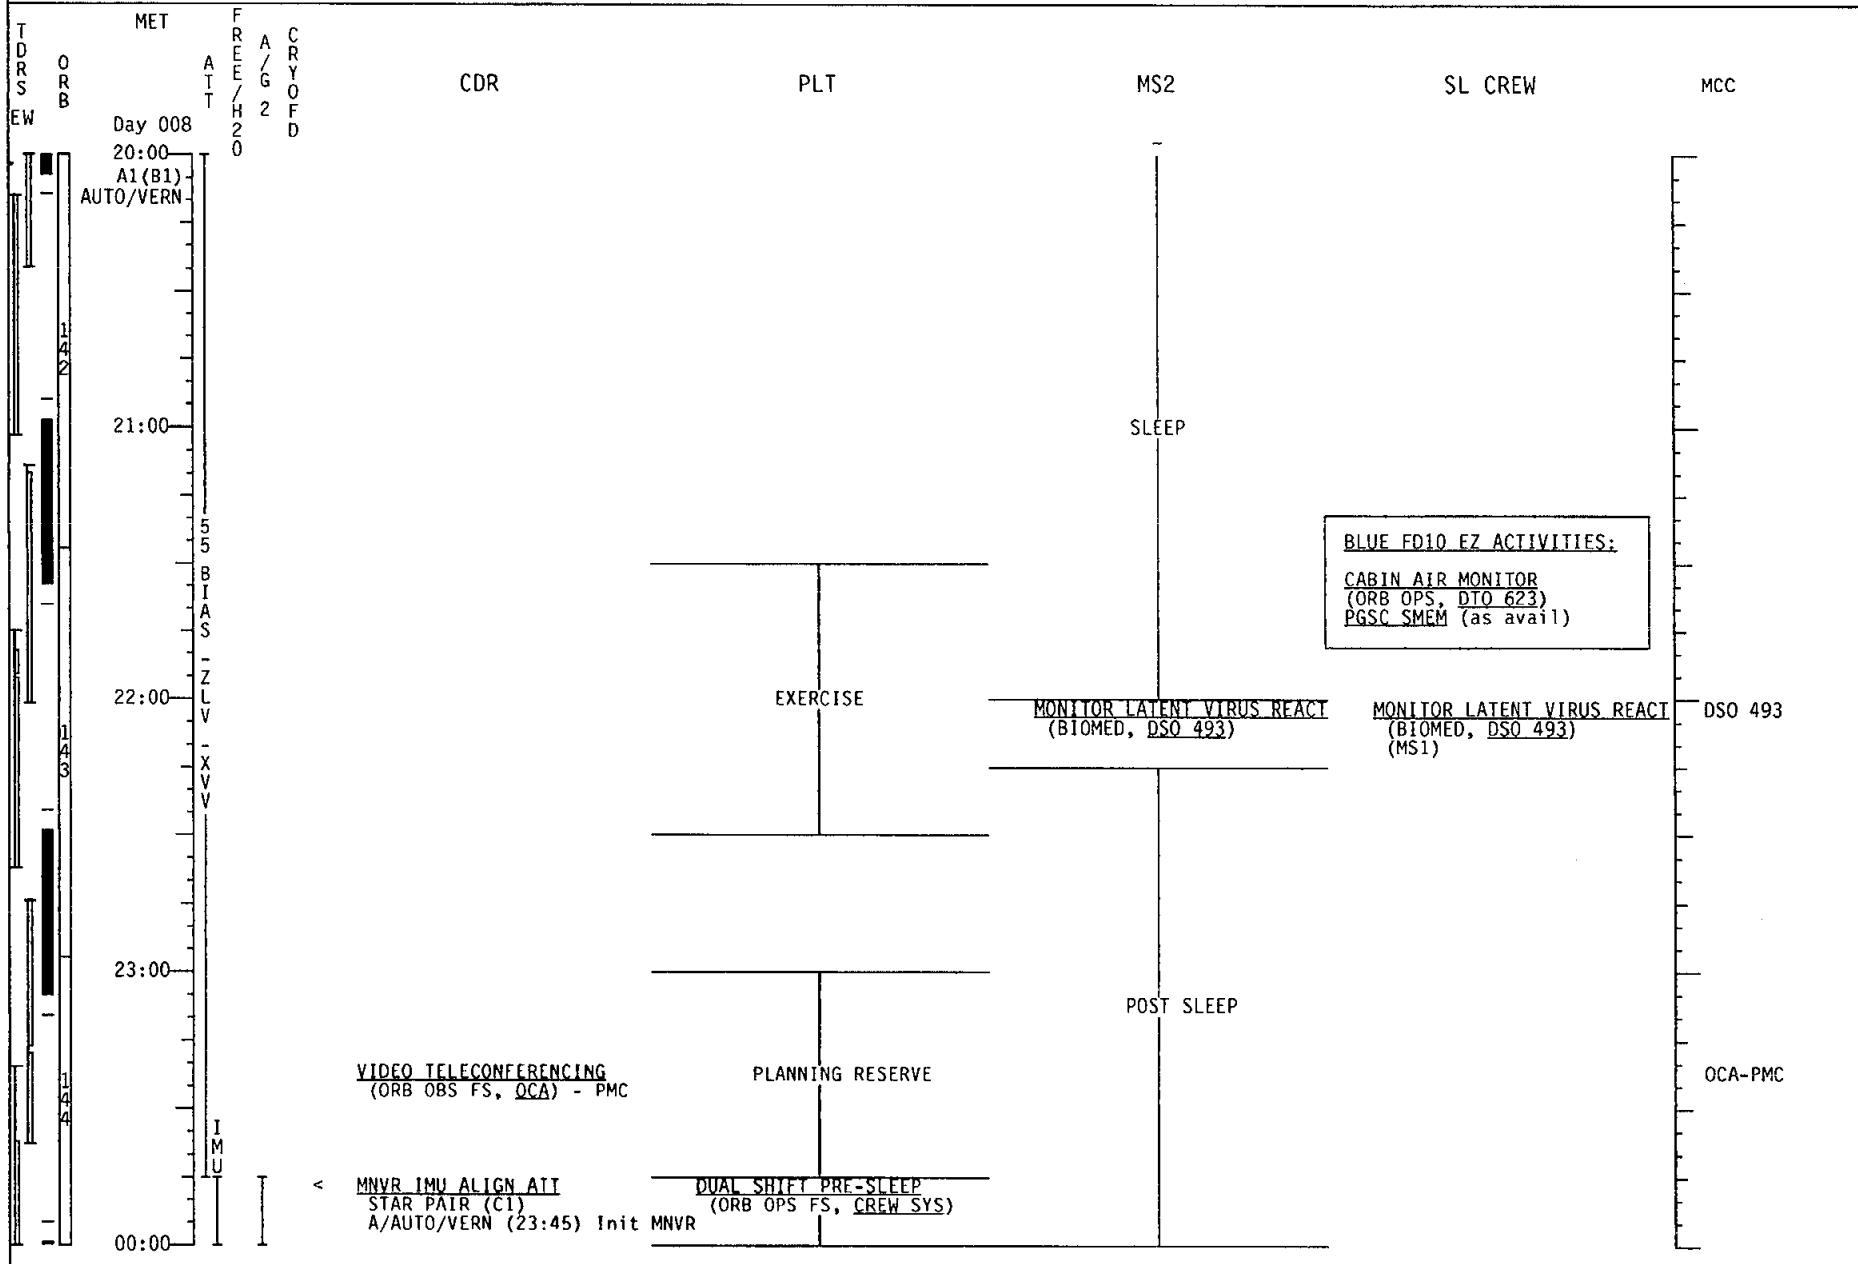 MET
TDRS
EW
ORB
ATT
FREE/H20
A/G 2
CRYOFD
CDR
PLT
MS2
SL CREW
MCC
Day 008
20:00
A1(B1)
AUTO/VERN
142
21:00
SLEEP
55 BIAS -ZLV -XVV
BLUE FD10 EZ ACTIVITIES:
CABIN AIR MONITOR
(ORB OPS, DTO 623)
PGSC SMEM (as avail)
22:00
EXERCISE
MONITOR LATENT VIRUS REACT
(BIOMED, DSO 493)
MONITOR LATENT VIRUS REACT
(BIOMED, DSO 493)
(MS1)
DSO 493
143
23:00
POST SLEEP
VIDEO TELECONFERENCING
(ORB OBS FS, OCA) - PMC
PLANNING RESERVE
OCA-PMC
144
IMU
<
MNVR IMU ALIGN ATT
STAR PAIR (C1)
A/AUTO/VERN (23:45) Init MNVR
DUAL SHIFT PRE-SLEEP
(ORB OPS FS, CREW SYS)
00:00